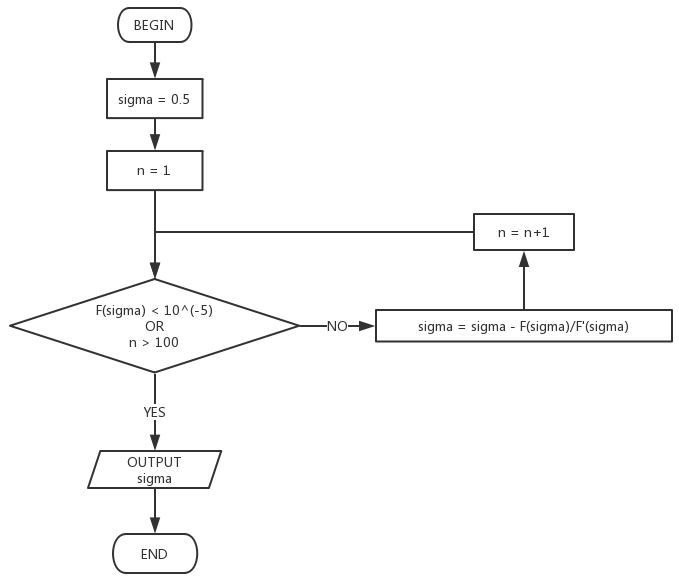 BEGIN
sigma = 0.5
n = 1
n = n+1
F(sigma) < 10^(-5)
OR
n > 100
NO
sigma = sigma - F(sigma)/F'(sigma)
YES
OUTPUT
sigma
END